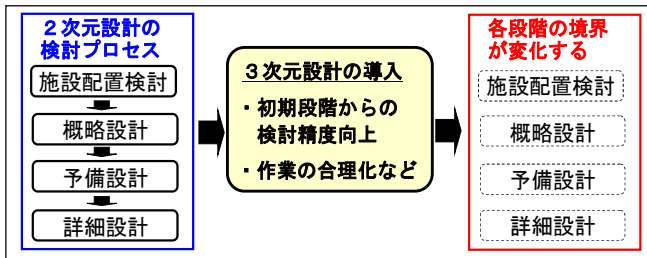 ２次元設計の
検討プロセス
施設配置検討
概略設計
予備設計
詳細設計
３次元設計の導入
・初期段階からの
検討精度向上
・作業の合理化など
各段階の境界
が変化する
施設配置検討
概略設計
予備設計
詳細設計